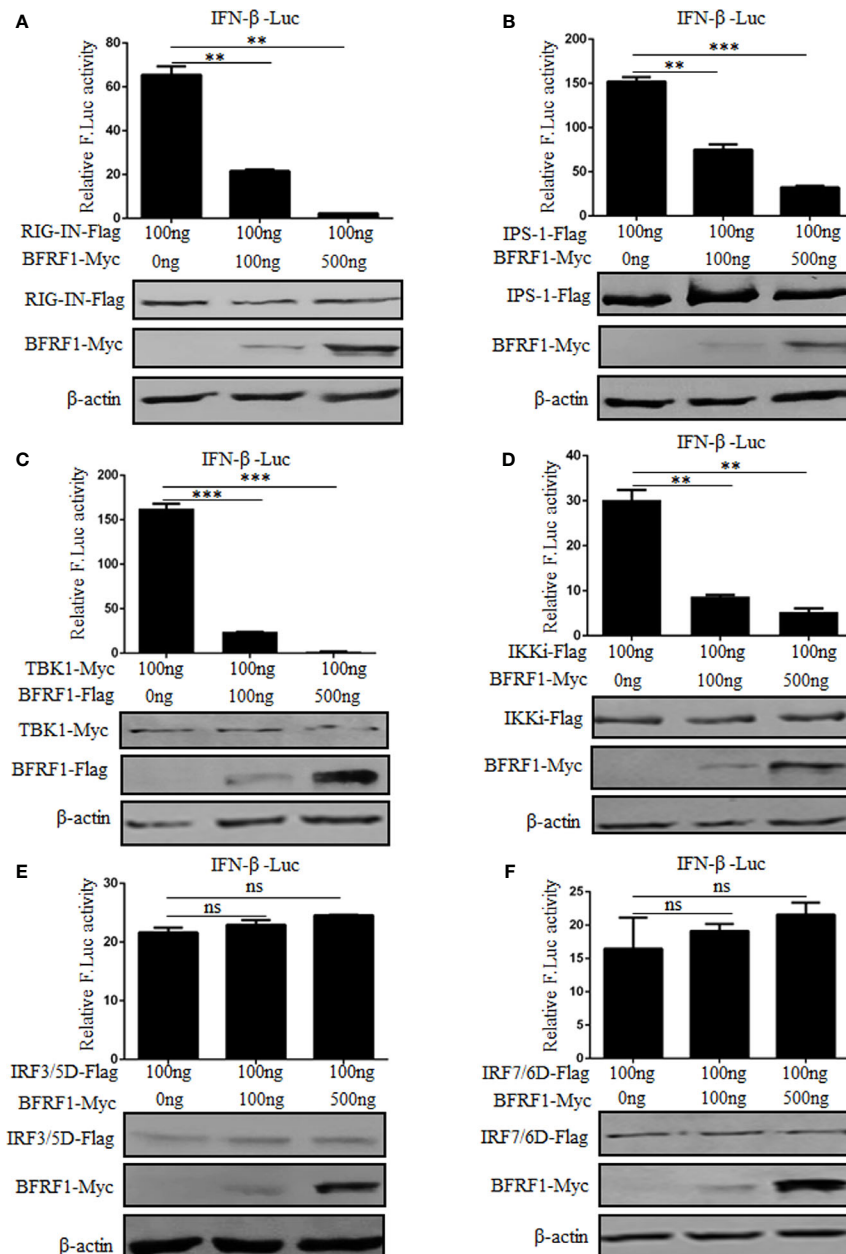 A
IFN-β -Luc
Relative F.Luc activity
80
60
40
20
0
**
**
RIG-IN-Flag 100ng 100ng 100ng
BFRF1-Myc 0ng 100ng 500ng
RIG-IN-Flag
BFRF1-Myc
β-actin
B
IFN-β -Luc
Relative F.Luc activity
200
150
100
50
0
***
**
IPS-1-Flag 100ng 100ng 100ng
BFRF1-Myc 0ng 100ng 500ng
IPS-1-Flag
BFRF1-Myc
β-actin
C
IFN-β -Luc
Relative F.Luc activity
200
150
100
50
0
***
***
TBK1-Myc 100ng 100ng 100ng
BFRF1-Flag 0ng 100ng 500ng
TBK1-Myc
BFRF1-Flag
β-actin
D
IFN-β -Luc
Relative F.Luc activity
40
30
20
10
0
**
**
IKKi-Flag 100ng 100ng 100ng
BFRF1-Myc 0ng 100ng 500ng
IKKi-Flag
BFRF1-Myc
β-actin
E
IFN-β -Luc
Relative F.Luc activity
30
20
10
0
ns
ns
IRF3/5D-Flag 100ng 100ng 100ng
BFRF1-Myc 0ng 100ng 500ng
IRF3/5D-Flag
BFRF1-Myc
β-actin
F
IFN-β -Luc
Relative F.Luc activity
25
20
15
10
5
0
ns
ns
IRF7/6D-Flag 100ng 100ng 100ng
BFRF1-Myc 0ng 100ng 500ng
IRF7/6D-Flag
BFRF1-Myc
β-actin